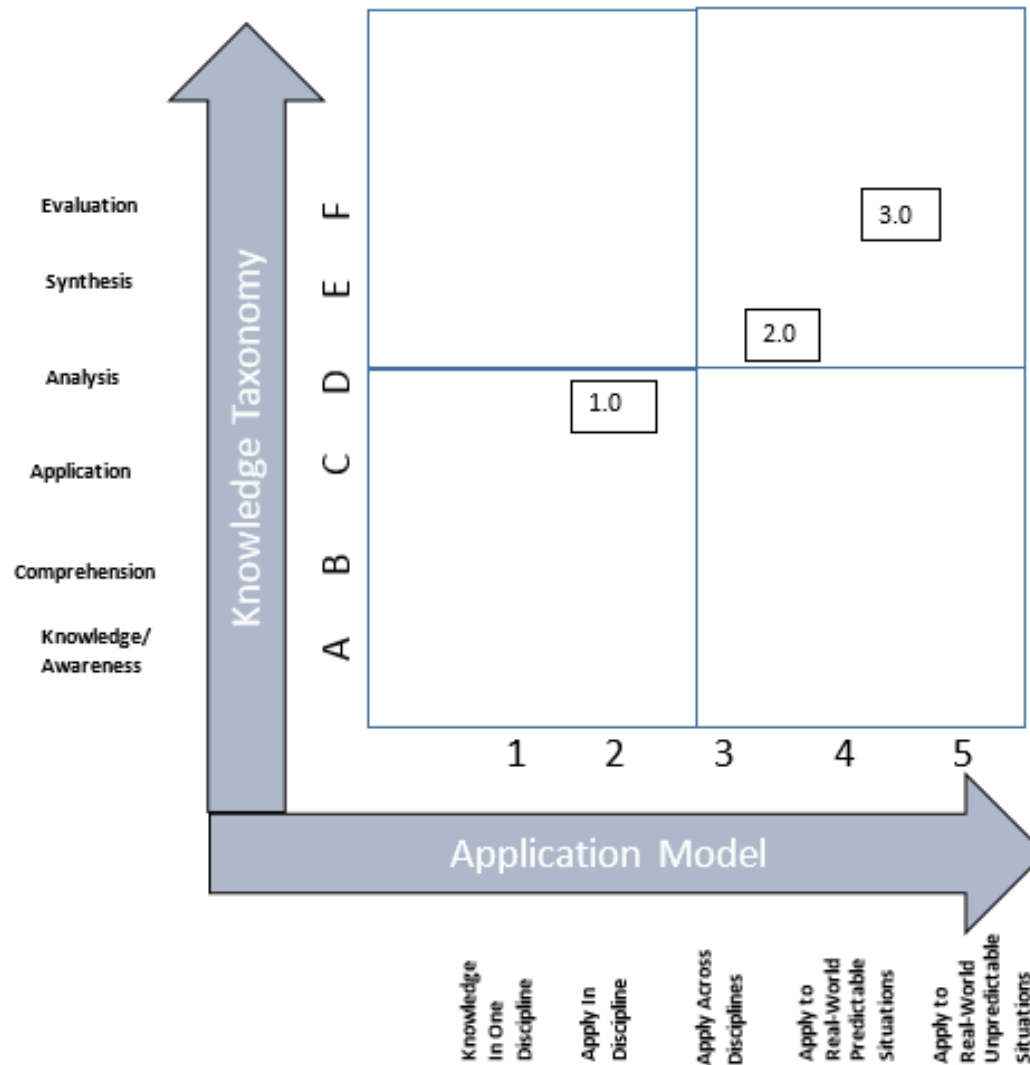 Evaluation
Synthesis
Analysis
Application
Comprehension
Knowledge/
Awareness
Knowledge Taxonomy
F
E
D
C
B
A
3.0
2.0
1.0
1 2 3 4 5
Application Model
Knowledge
In One
Discipline
Apply In
Discipline
Apply Across
Disciplines
Apply to
Real-World
Predictable
Situations
Apply to
Real-World
Unpredictable
Situations